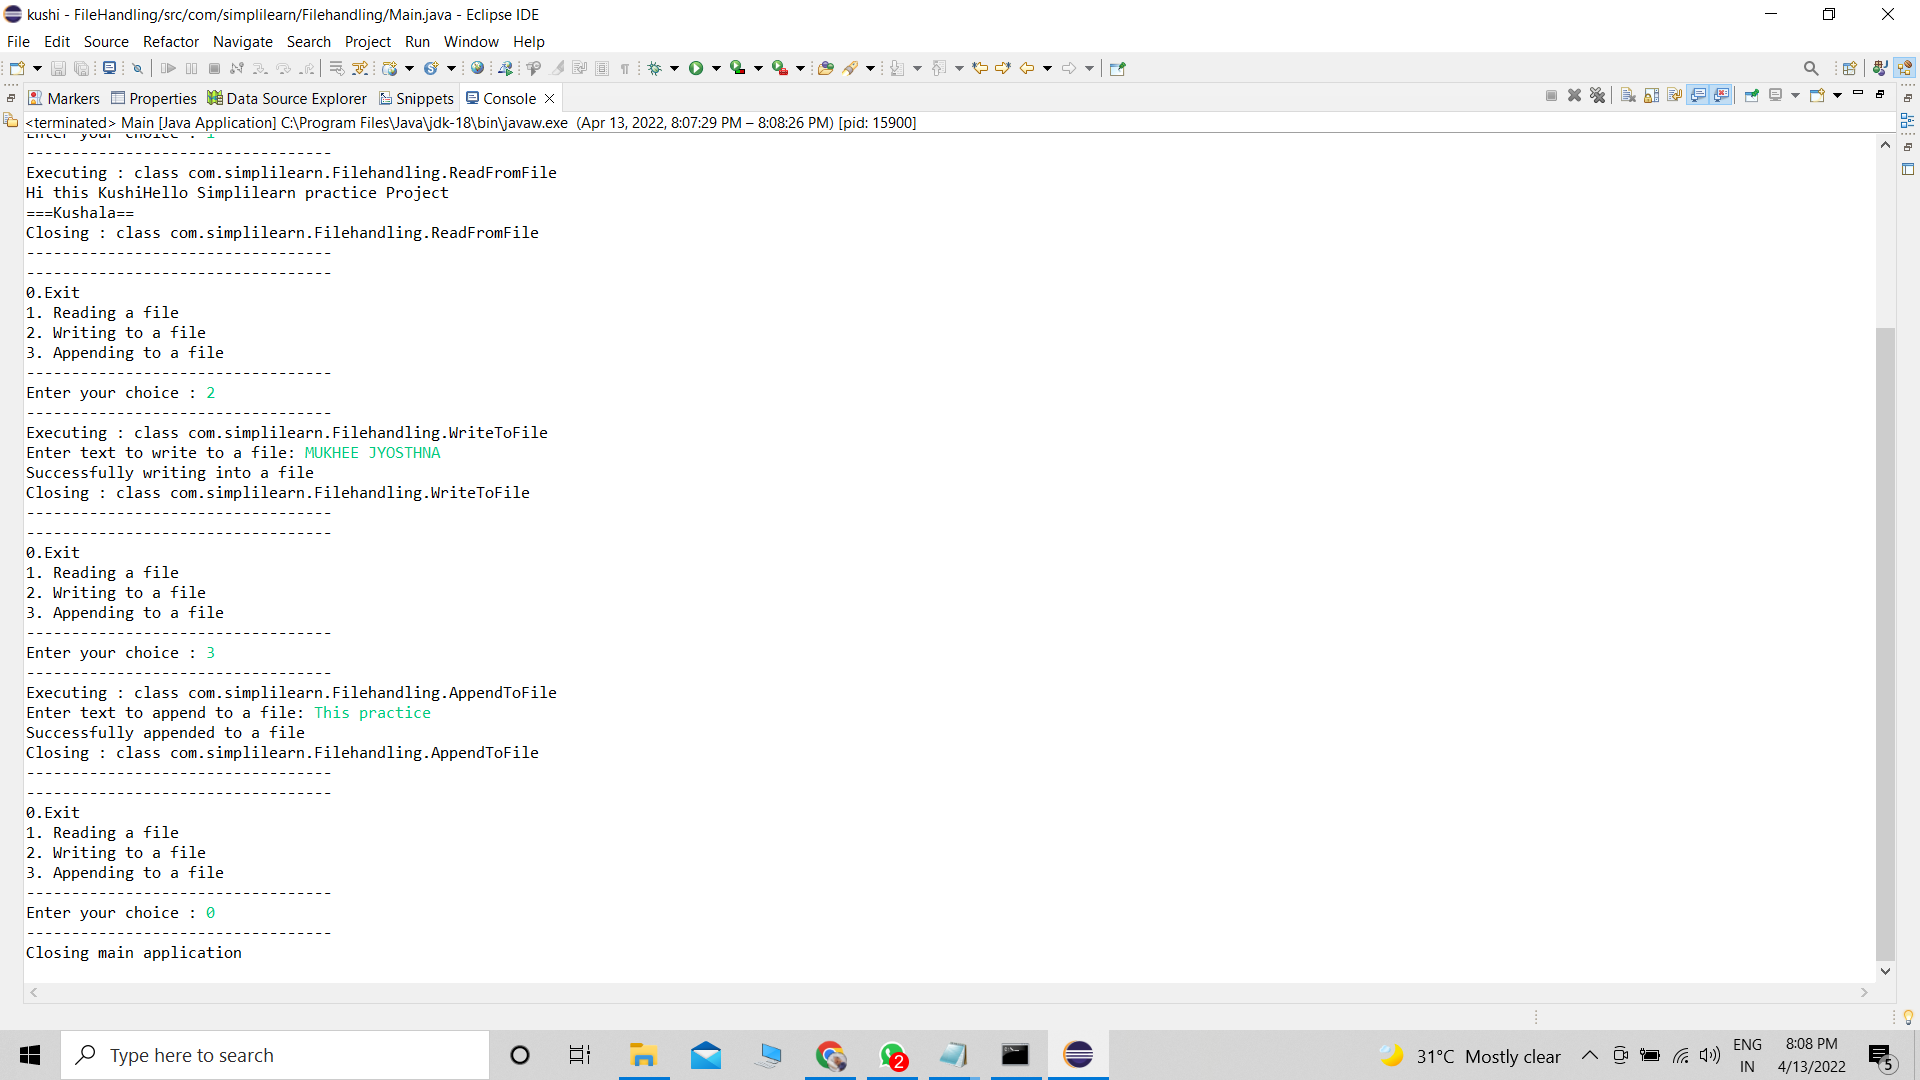 kushi - FileHandling/src/com/simplilearn/Filehandling/Main.java - Eclipse IDE
File Edit Source Refactor Navigate Search Project Run Window Help
Markers Properties Data Source Explorer Snippets Console
<terminated> Main [Java Application] C:\Program Files\Java\jdk-18\bin\javaw.exe (Apr 13, 2022, 8:07:29 PM – 8:08:26 PM) [pid: 15900]
Enter your choice : 1
----------------------------------
Executing : class com.simplilearn.Filehandling.ReadFromFile
Hi this KushiHello Simplilearn practice Project
===Kushala==
Closing : class com.simplilearn.Filehandling.ReadFromFile
----------------------------------
----------------------------------
0.Exit
1. Reading a file
2. Writing to a file
3. Appending to a file
----------------------------------
Enter your choice : 2
----------------------------------
Executing : class com.simplilearn.Filehandling.WriteToFile
Enter text to write to a file: MUKHEE JYOSTHNA
Successfully writing into a file
Closing : class com.simplilearn.Filehandling.WriteToFile
----------------------------------
----------------------------------
0.Exit
1. Reading a file
2. Writing to a file
3. Appending to a file
----------------------------------
Enter your choice : 3
----------------------------------
Executing : class com.simplilearn.Filehandling.AppendToFile
Enter text to append to a file: This practice
Successfully appended to a file
Closing : class com.simplilearn.Filehandling.AppendToFile
----------------------------------
----------------------------------
0.Exit
1. Reading a file
2. Writing to a file
3. Appending to a file
----------------------------------
Enter your choice : 0
----------------------------------
Closing main application
Type here to search
2
31°C Mostly clear
ENG
IN
8:08 PM
4/13/2022
5